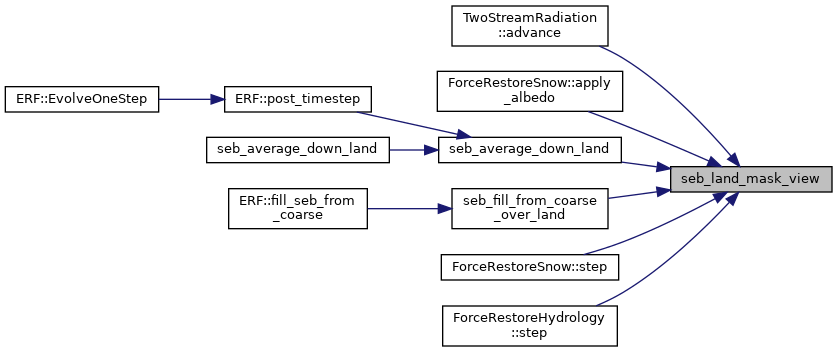 TwoStreamRadiation
::advance
ForceRestoreSnow::apply
_albedo
ERF::EvolveOneStep
ERF::post_timestep
seb_average_down_land
seb_average_down_land
seb_land_mask_view
ERF::fill_seb_from
_coarse
seb_fill_from_coarse
_over_land
ForceRestoreSnow::step
ForceRestoreHydrology
::step